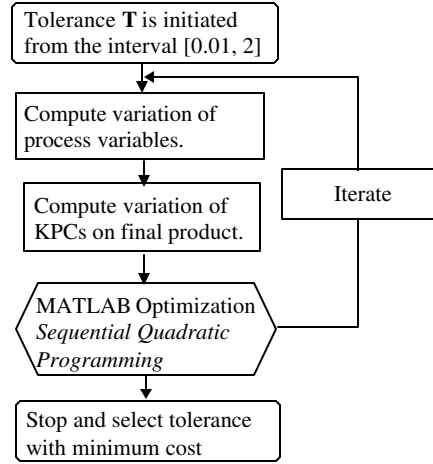 Tolerance T is initiated
from the interval [0.01, 2]
Compute variation of
process variables.
Compute variation of
KPCs on final product.
Iterate
MATLAB Optimization
Sequential Quadratic
Programming
Stop and select tolerance
with minimum cost